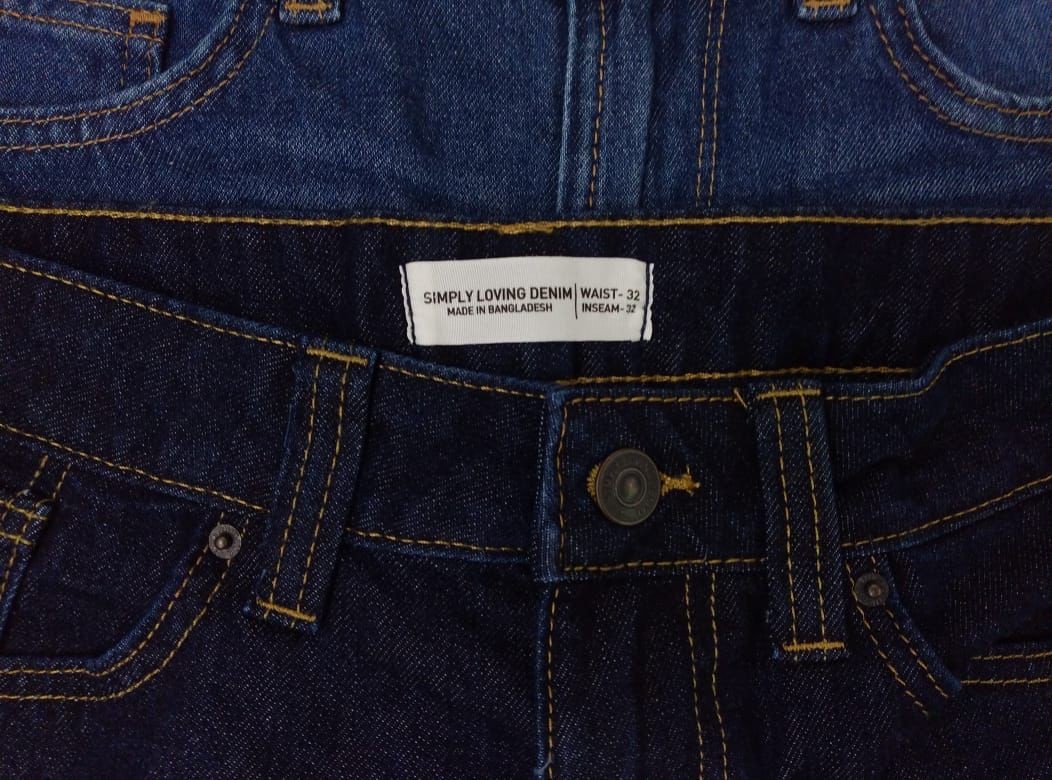 SIMPLY LOVING DENIM | WAIST- 32
MADE IN BANGLADESH | INSEAM- 32